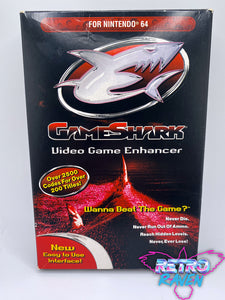 FOR NINTENDO® 64
GAMESHARK
Video Game Enhancer
Over 2500
Codes For Over
200 Titles!
Wanna Beat The Game?
Never Die.
Never Run Out Of Ammo.
Reach Hidden Levels.
Never, Ever Lose!
New
Easy to Use
Interface!
RETRO
RAVEN